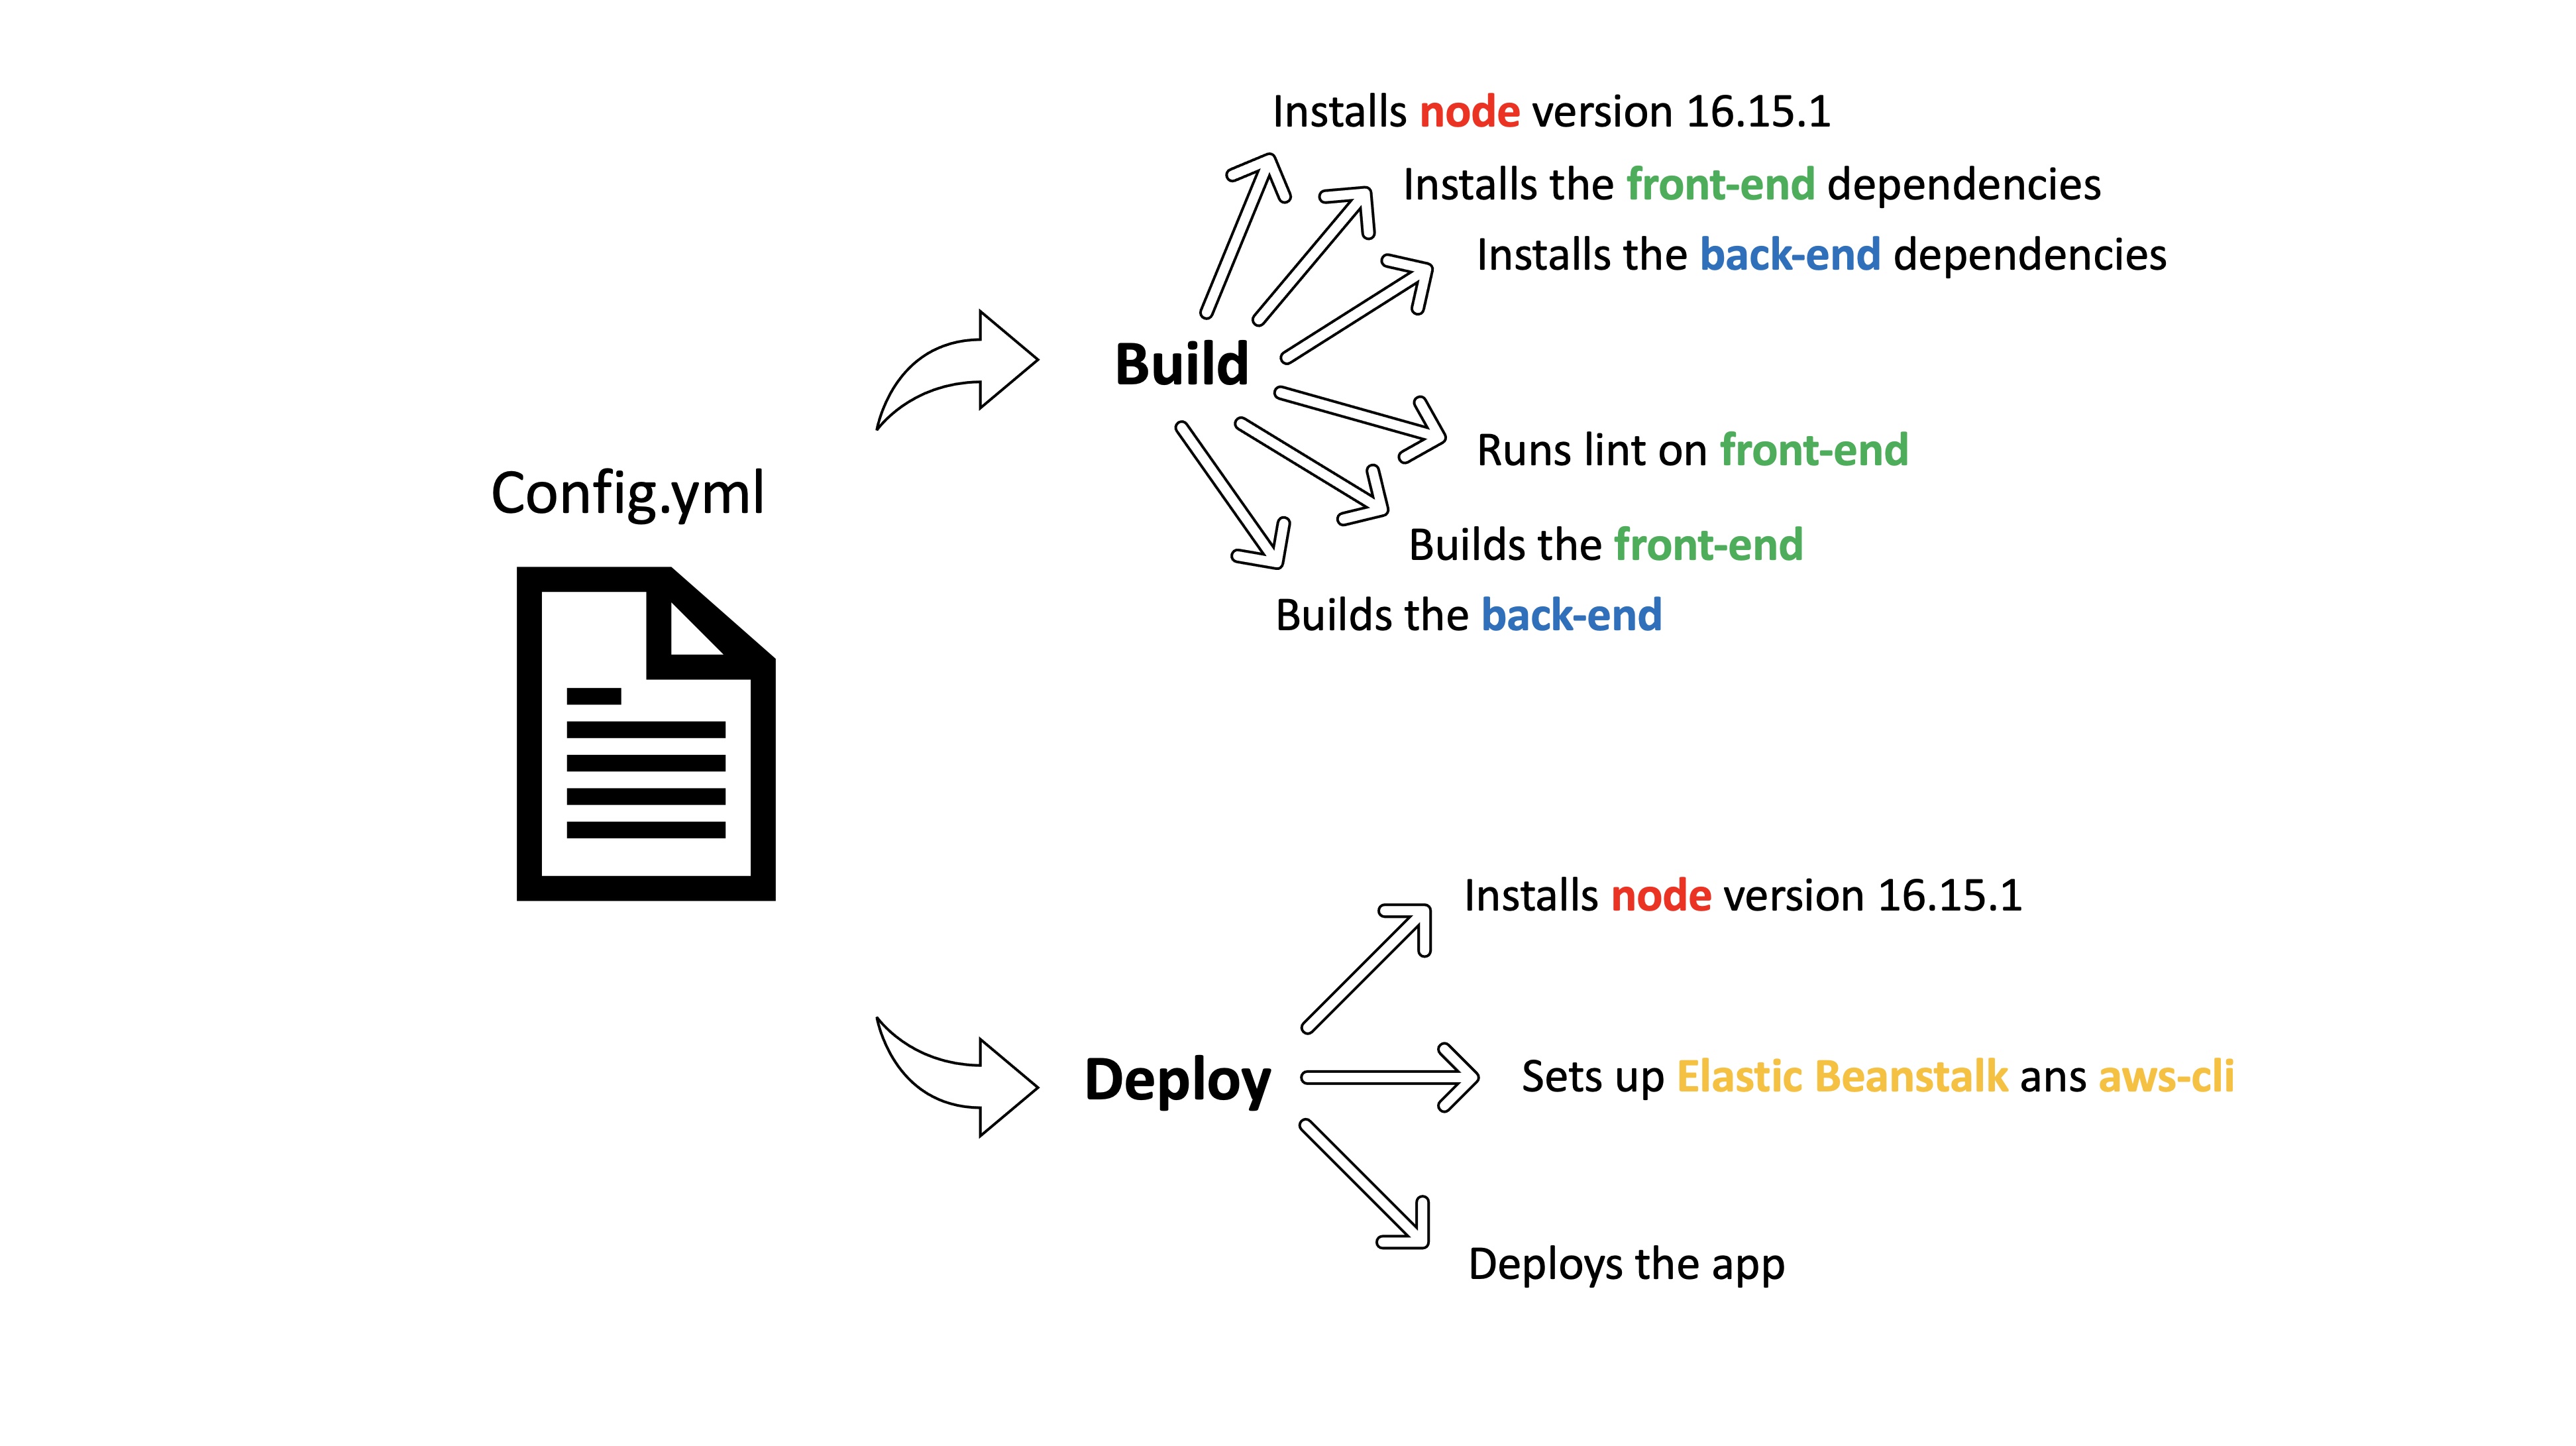 Config.yml
Build
Installs node version 16.15.1
Installs the front-end dependencies
Installs the back-end dependencies
Runs lint on front-end
Builds the front-end
Builds the back-end
Deploy
Installs node version 16.15.1
Sets up Elastic Beanstalk ans aws-cli
Deploys the app